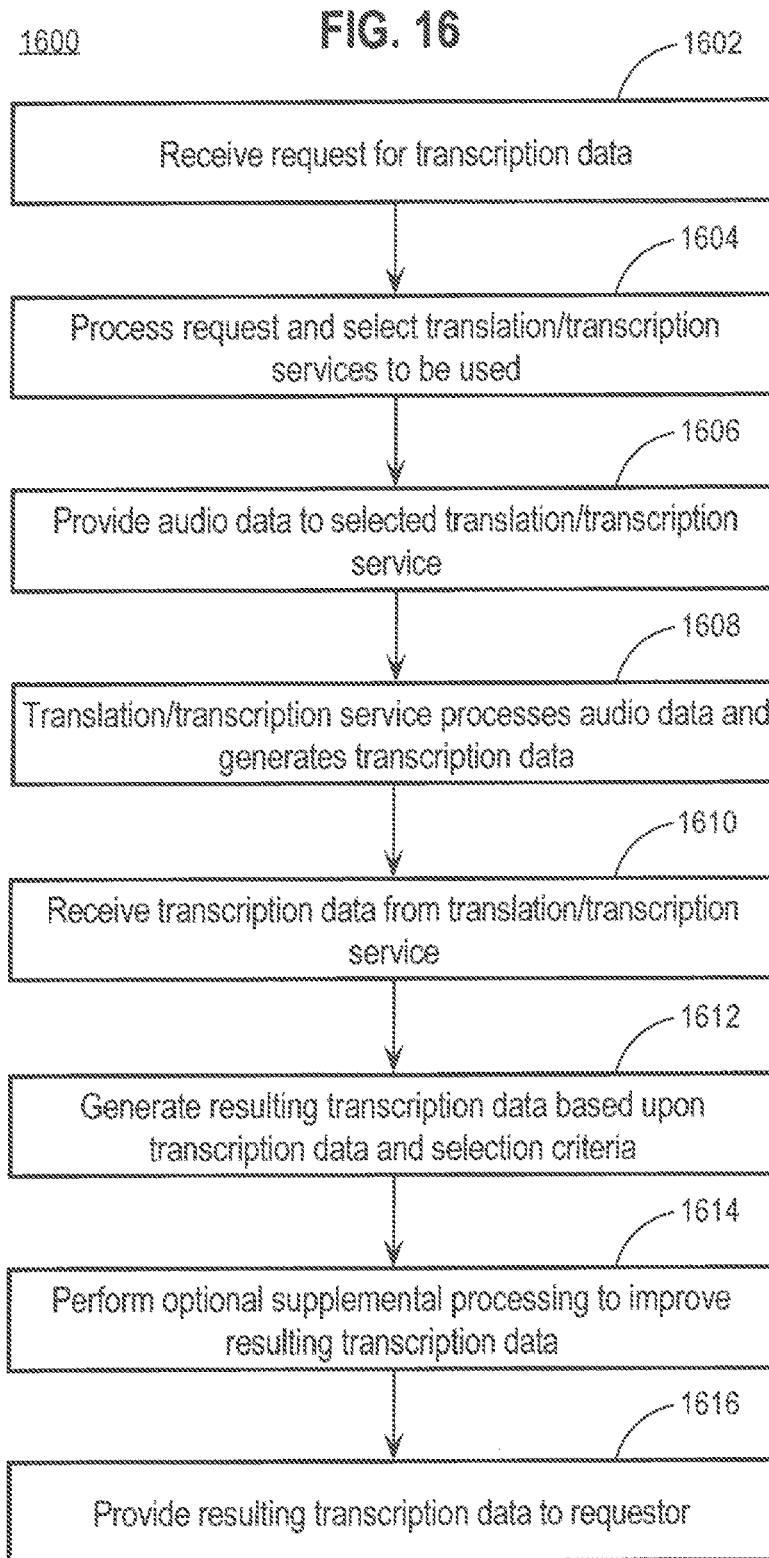 FIG. 16
1600
1602
Receive request for transcription data
1604
Process request and select translation/transcription
services to be used
1606
Provide audio data to selected translation/transcription
service
1608
Translation/transcription service processes audio data and
generates transcription data
1610
Receive transcription data from translation/transcription
service
1612
Generate resulting transcription data based upon
transcription data and selection criteria
1614
Perform optional supplemental processing to improve
resulting transcription data
1616
Provide resulting transcription data to requestor